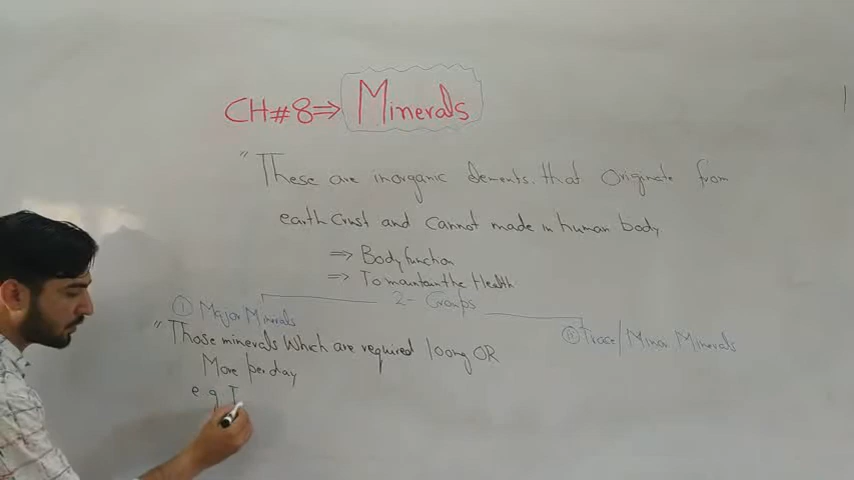 CH#8⇒ Minerals
"These are inorganic elements. that Originate from
earth Crust and Cannot made in human body
⇒ Body function
⇒ To maintain the Health
2- Groups
① Major Minerals
"Those minerals Which are required 100mg OR
More per day
e g I
② Trace/Minor Minerals